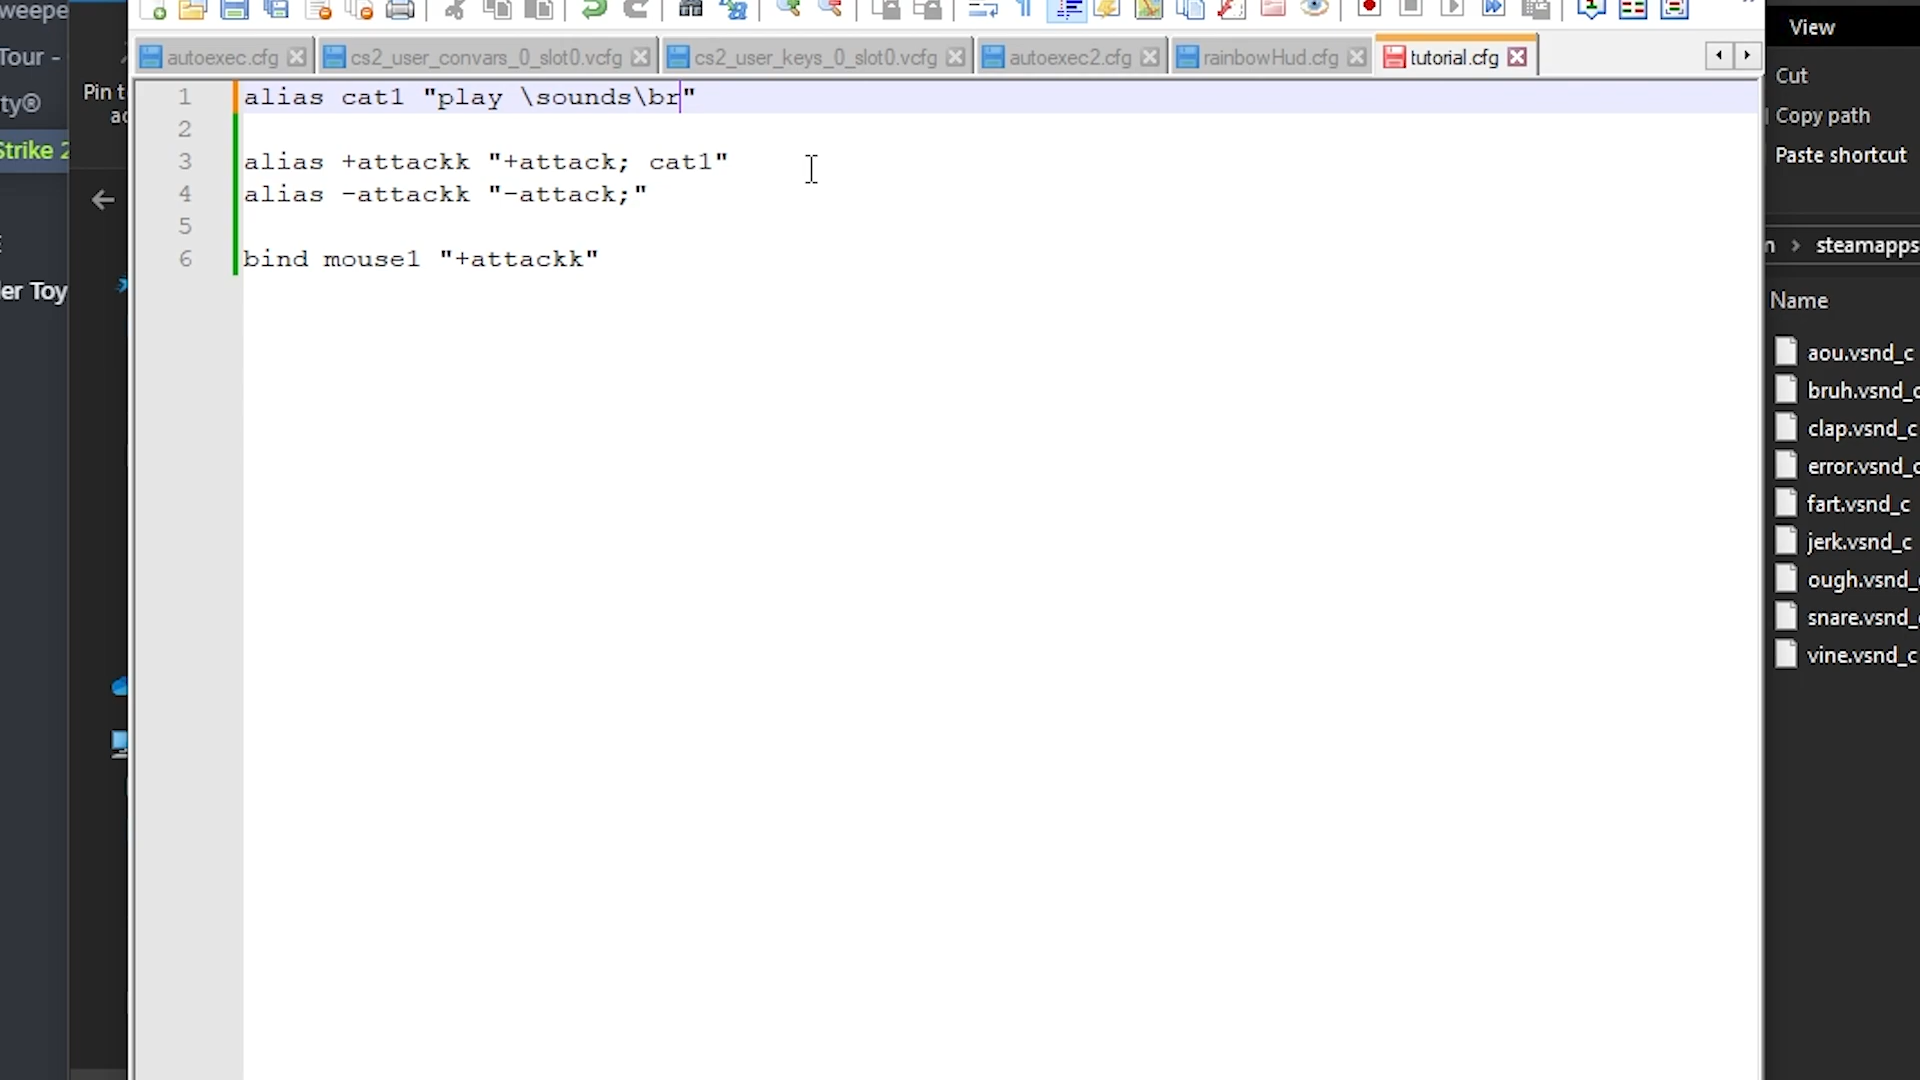 weepe
Tour -
ty®
Strike 2
er Toy
Pin t
ac
autoexec.cfg
cs2_user_convars_0_slot0.vcfg
cs2_user_keys_0_slot0.vcfg
autoexec2.cfg
rainbowHud.cfg
tutorial.cfg
1 alias cat1 "play \sounds\br"
2
3 alias +attackk "+attack; cat1"
4 alias -attackk "-attack;"
5
6 bind mouse1 "+attackk"
View
Cut
Copy path
Paste shortcut
n > steamapps
Name
aou.vsnd_c
bruh.vsnd_c
clap.vsnd_c
error.vsnd_c
fart.vsnd_c
jerk.vsnd_c
ough.vsnd_
snare.vsnd_
vine.vsnd_c